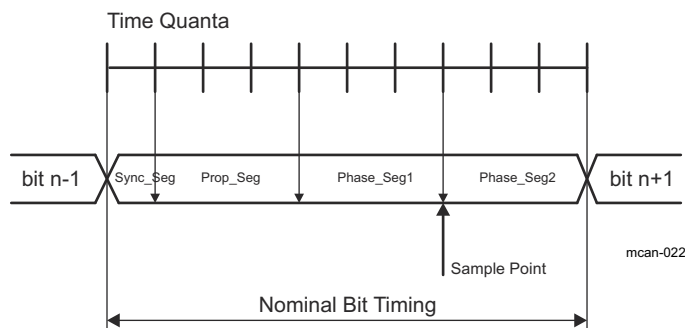 Time Quanta
bit n-1
Sync_Seg
Prop_Seg
Phase_Seg1
Phase_Seg2
bit n+1
mcan-022
Sample Point
Nominal Bit Timing